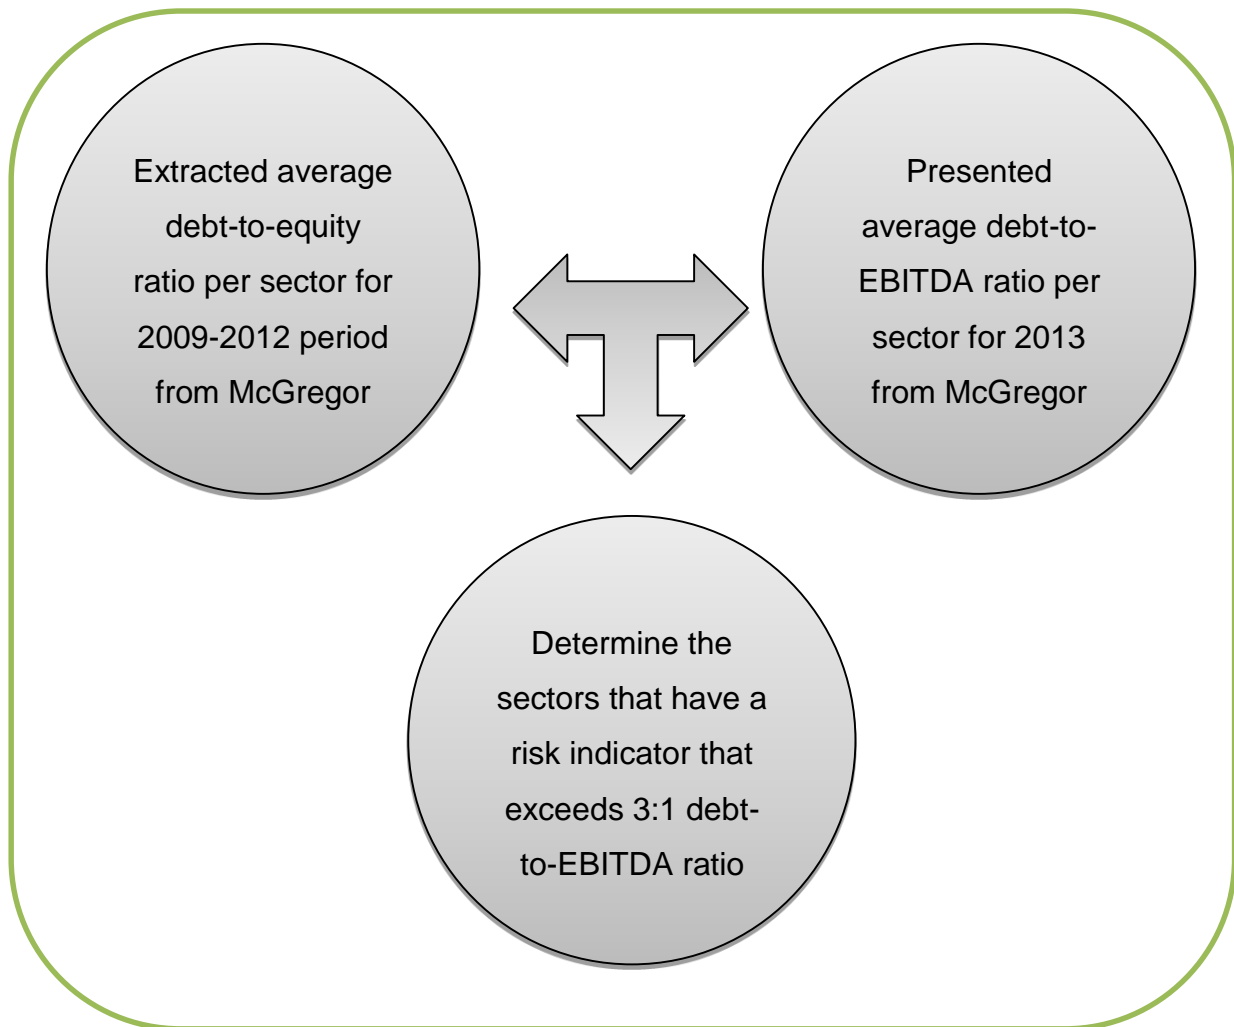 Extracted average
debt-to-equity
ratio per sector for
2009-2012 period
from McGregor
Presented
average debt-to-
EBITDA ratio per
sector for 2013
from McGregor
Determine the
sectors that have a
risk indicator that
exceeds 3:1 debt-
to-EBITDA ratio